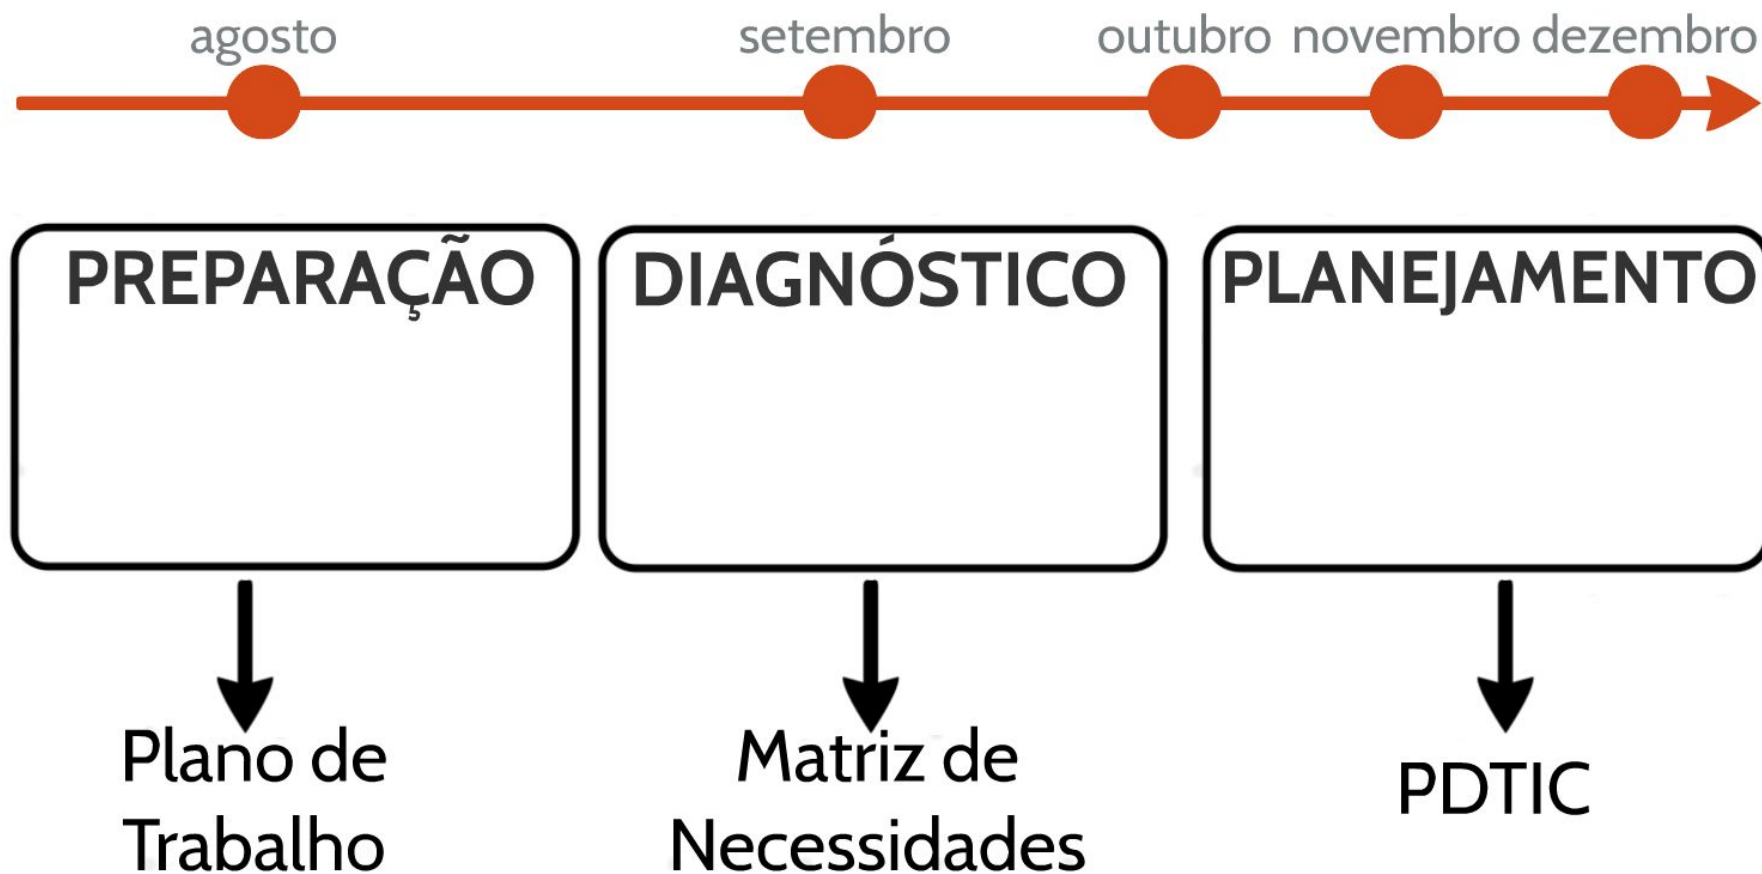 agosto
setembro
outubro
novembro
dezembro
PREPARAÇÃO
DIAGNÓSTICO
PLANEJAMENTO
Plano de
Trabalho
Matriz de
Necessidades
PDTIC